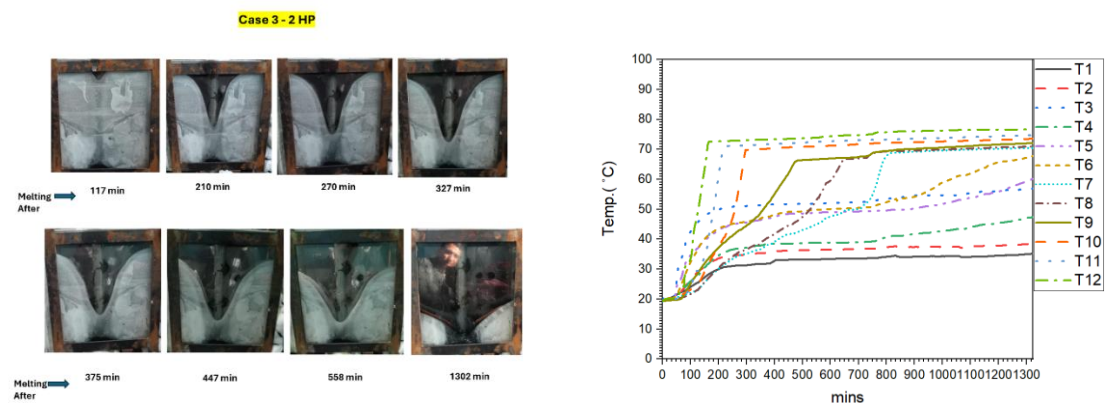 Case 3 - 2 HP
117 min
210 min
270 min
327 min
Melting
After
375 min
447 min
558 min
1302 min
Melting
After
Temp.( °C)
100
90
80
70
60
50
40
30
20
10
0
0 100 200 300 400 500 600 700 800 900 1000 1100 1200 1300
mins
T1
T2
T3
T4
T5
T6
T7
T8
T9
T10
T11
T12